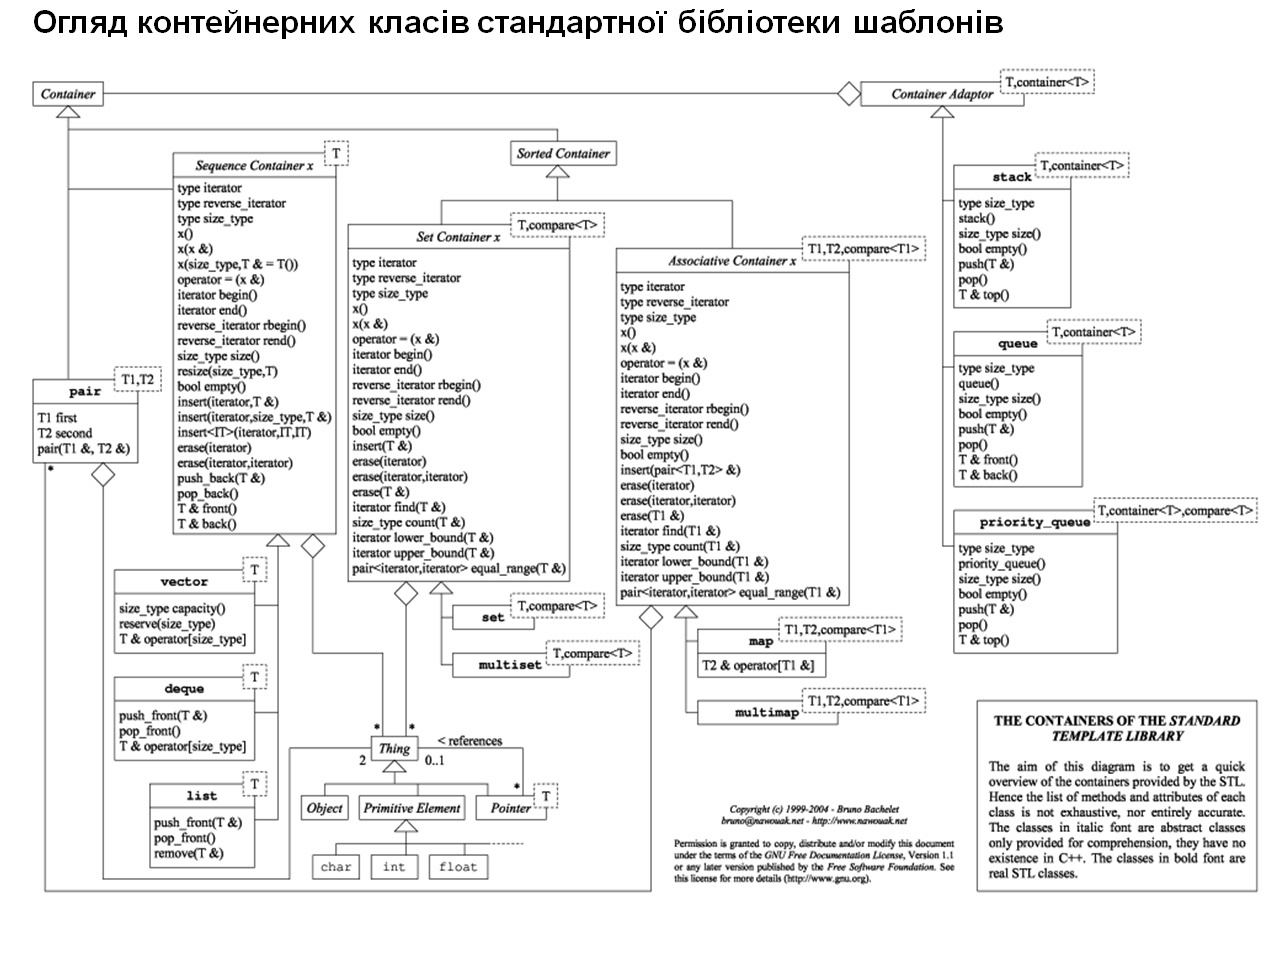 Огляд контейнерних класів стандартної бібліотеки шаблонів
Container
Container Adaptor
T,container<T>
Sorted Container
Sequence Container x
T
type iterator
type reverse_iterator
type size_type
x()
x(x &)
x(size_type,T & = T())
operator = (x &)
iterator begin()
iterator end()
reverse_iterator rbegin()
reverse_iterator rend()
size_type size()
resize(size_type,T)
bool empty()
insert(iterator,T &)
insert(iterator,size_type,T &)
insert<IT>(iterator,IT,IT)
erase(iterator)
erase(iterator,iterator)
push_back(T &)
pop_back()
T & front()
T & back()
Set Container x
T,compare<T>
type iterator
type reverse_iterator
type size_type
x()
x(x &)
operator = (x &)
iterator begin()
iterator end()
reverse_iterator rbegin()
reverse_iterator rend()
size_type size()
bool empty()
insert(T &)
erase(iterator)
erase(iterator,iterator)
erase(T &)
iterator find(T &)
size_type count(T &)
iterator lower_bound(T &)
iterator upper_bound(T &)
pair<iterator,iterator> equal_range(T &)
Associative Container x
T1,T2,compare<T1>
type iterator
type reverse_iterator
type size_type
x()
x(x &)
operator = (x &)
iterator begin()
iterator end()
reverse_iterator rbegin()
reverse_iterator rend()
size_type size()
bool empty()
insert(pair<T1,T2> &)
erase(iterator)
erase(iterator,iterator)
erase(T1 &)
iterator find(T1 &)
size_type count(T1 &)
iterator lower_bound(T1 &)
iterator upper_bound(T1 &)
pair<iterator,iterator> equal_range(T1 &)
stack
T,container<T>
type size_type
stack()
size_type size()
bool empty()
push(T &)
pop()
T & top()
queue
T,container<T>
type size_type
queue()
size_type size()
bool empty()
push(T &)
pop()
T & front()
T & back()
priority_queue
T,container<T>,compare<T>
type size_type
priority_queue()
size_type size()
bool empty()
push(T &)
pop()
T & top()
pair
T1,T2
T1 first
T2 second
pair(T1 &, T2 &)
*
vector
T
size_type capacity()
reserve(size_type)
T & operator[size_type]
deque
T
push_front(T &)
pop_front()
T & operator[size_type]
list
T
push_front(T &)
pop_front()
remove(T &)
set
T,compare<T>
multiset
T,compare<T>
map
T1,T2,compare<T1>
T2 & operator[T1 &]
multimap
T1,T2,compare<T1>
* *
Thing
< references
2
0..1
*
Object
Primitive Element
Pointer
T
char
int
float
Copyright (c) 1999-2004 - Bruno Bachelet
bruno@nawouak.net - http://www.nawouak.net
Permission is granted to copy, distribute and/or modify this document
under the terms of the GNU Free Documentation License, Version 1.1
or any later version published by the Free Software Foundation. See
this license for more details (http://www.gnu.org).
THE CONTAINERS OF THE STANDARD
TEMPLATE LIBRARY
The aim of this diagram is to get a quick
overview of the containers provided by the STL.
Hence the list of methods and attributes of each
class is not exhaustive, nor entirely accurate.
The classes in italic font are abstract classes
only provided for comprehension, they have no
existence in C++. The classes in bold font are
real STL classes.